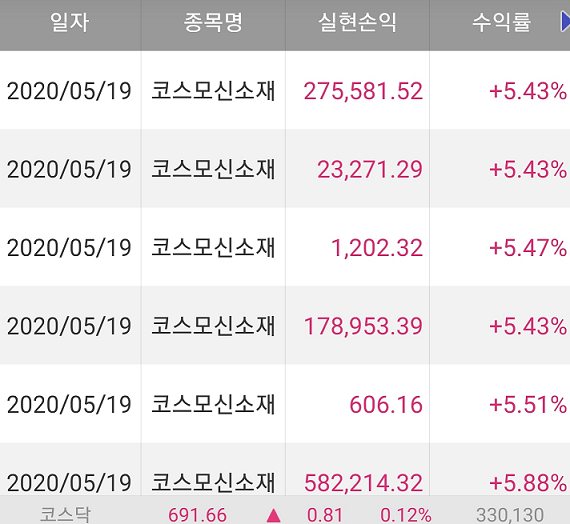 일자 종목명 실현손익 수익률
2020/05/19 코스모신소재 275,581.52 +5.43%
2020/05/19 코스모신소재 23,271.29 +5.43%
2020/05/19 코스모신소재 1,202.32 +5.47%
2020/05/19 코스모신소재 178,953.39 +5.43%
2020/05/19 코스모신소재 606.16 +5.51%
2020/05/19 코스모신소재 582,214.32 +5.88%
코스닥 691.66 ▲ 0.81 0.12% 330,130